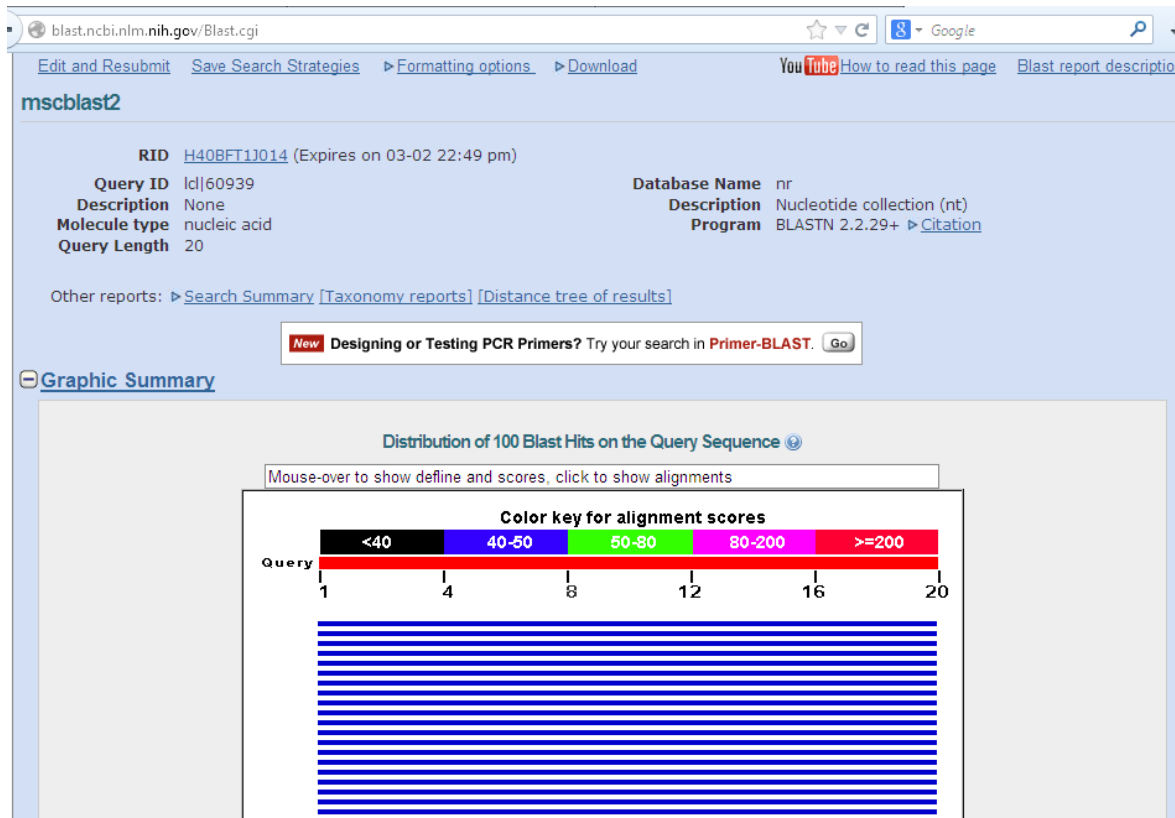 blast.ncbi.nlm.nih.gov/Blast.cgi 8 Google
Edit and Resubmit Save Search Strategies Formatting options Download YouTube How to read this page Blast report descriptio
mscblast2
RID H40BFT1J014 (Expires on 03-02 22:49 pm)
Query ID lcl|60939 Database Name nr
Description None Description Nucleotide collection (nt)
Molecule type nucleic acid Program BLASTN 2.2.29+ Citation
Query Length 20
Other reports: Search Summary [Taxonomy reports] [Distance tree of results]
New Designing or Testing PCR Primers? Try your search in Primer-BLAST. Go
Graphic Summary
Distribution of 100 Blast Hits on the Query Sequence
Mouse-over to show defline and scores, click to show alignments
Color key for alignment scores
<40 40-50 50-80 80-200 >=200
Query
1 4 8 12 16 20